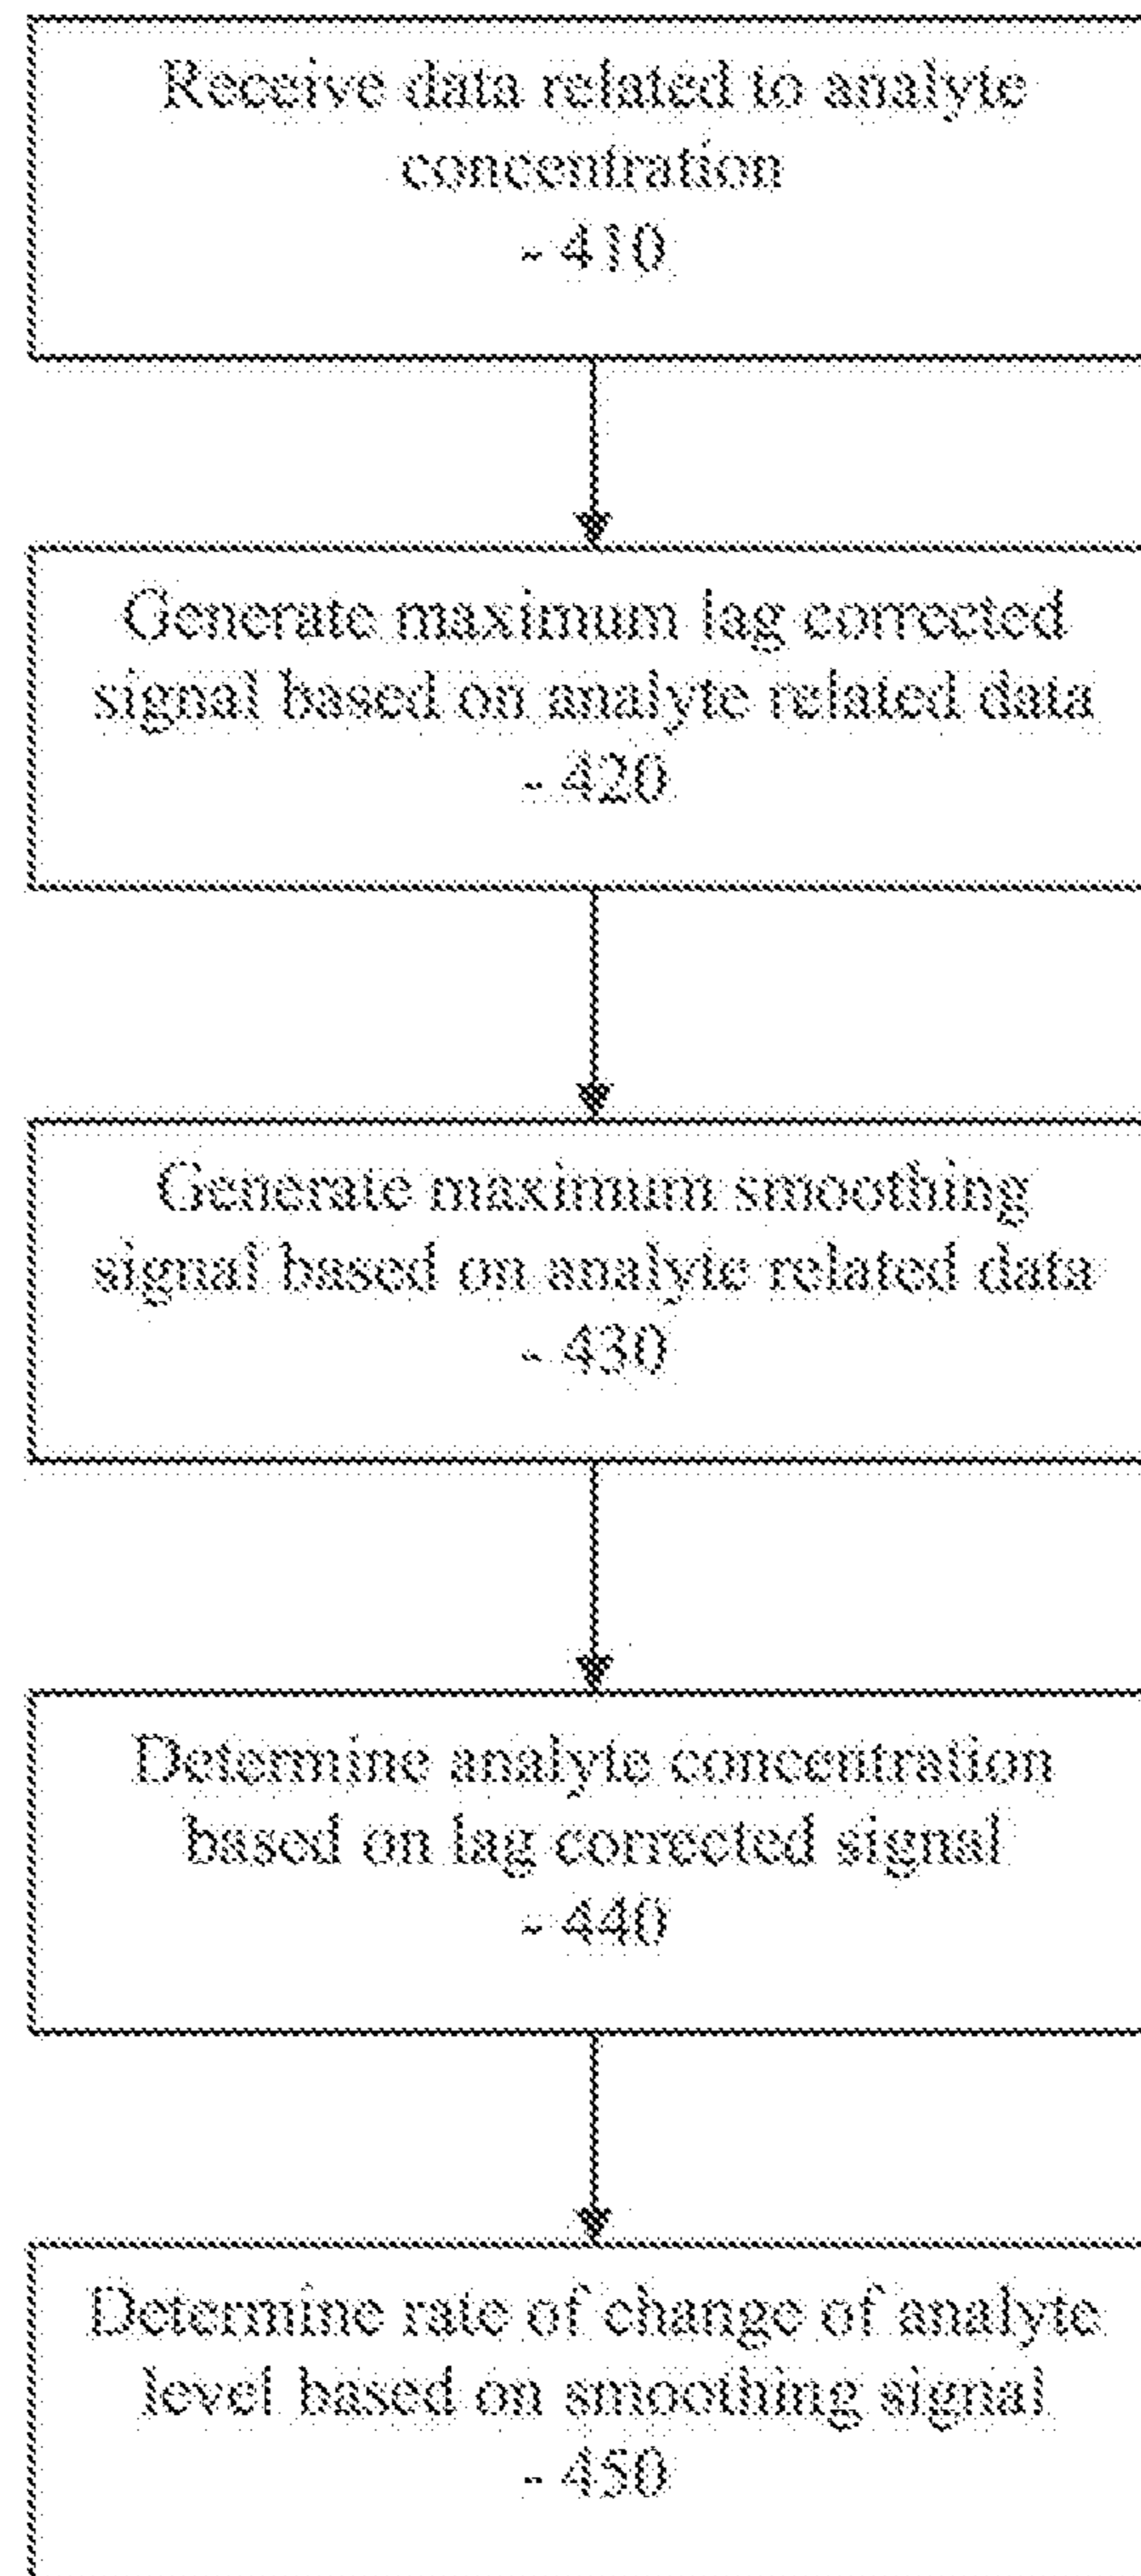 Receive data related to analyte
concentration
- 410
Generate maximum lag corrected
signal based on analyte related data
- 420
Generate maximum smoothing
signal based on analyte related data
- 430
Determine analyte concentration
based on lag corrected signal
- 440
Determine rate of change of analyte
level based on smoothing signal
- 450